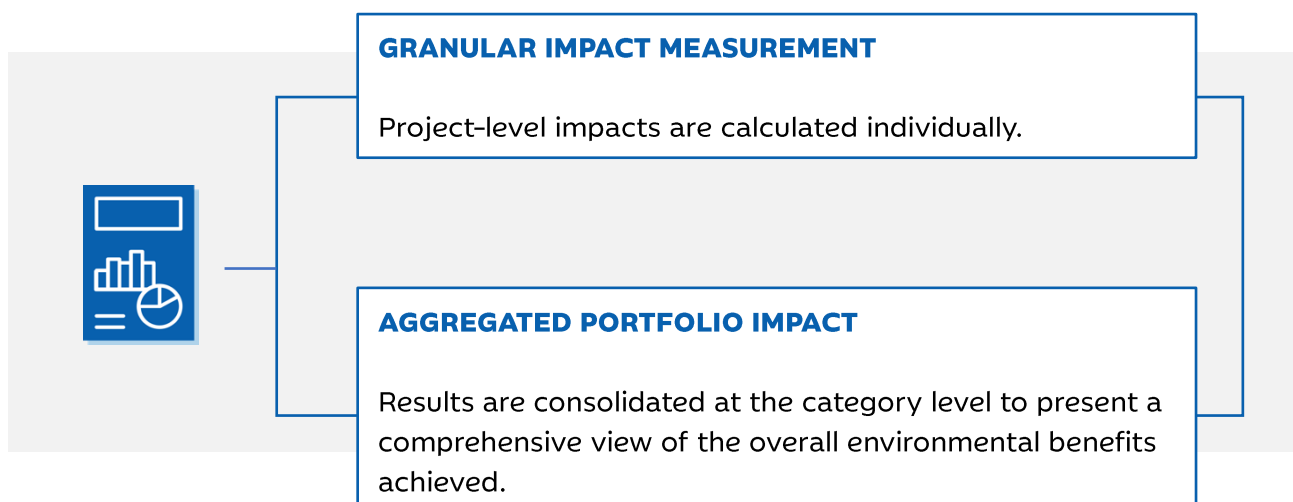 GRANULAR IMPACT MEASUREMENT
Project-level impacts are calculated individually.
AGGREGATED PORTFOLIO IMPACT
Results are consolidated at the category level to present a
comprehensive view of the overall environmental benefits
achieved.